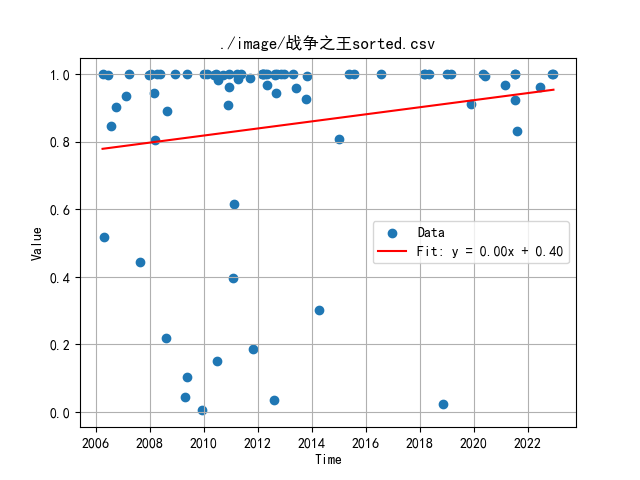 ./image/战争之王sorted.csv
1.0
0.8
0.6
0.4
0.2
0.0
Value
Data
Fit: y = 0.00x + 0.40
2006 2008 2010 2012 2014 2016 2018 2020 2022
Time